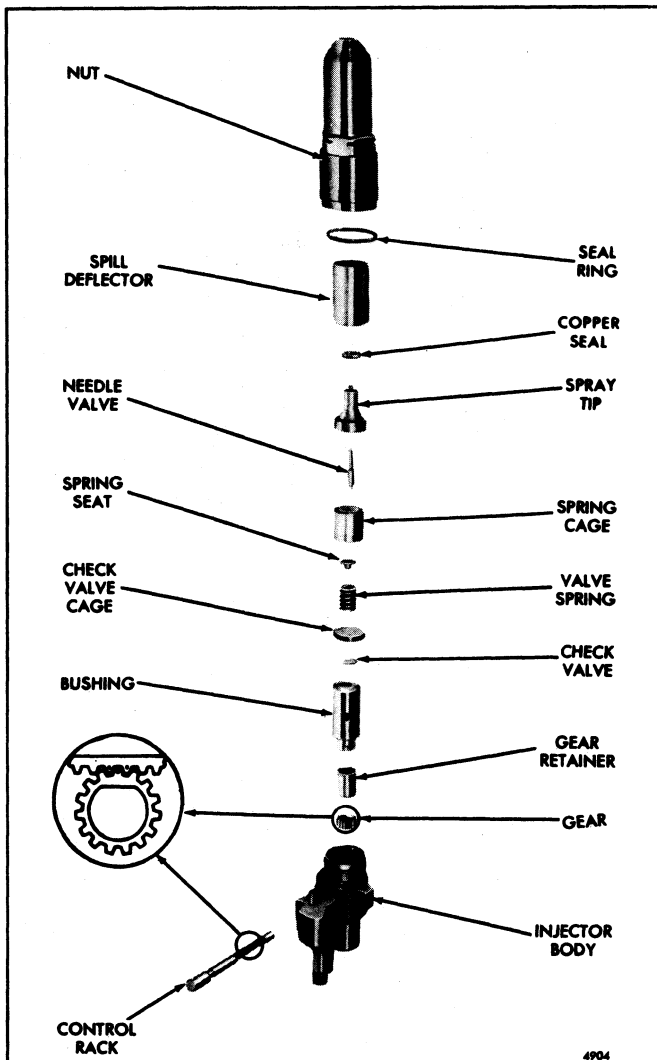 NUT
SEAL
RING
SPILL
DEFLECTOR
COPPER
SEAL
NEEDLE
VALVE
SPRAY
TIP
SPRING
SEAT
SPRING
CAGE
CHECK
VALVE
CAGE
VALVE
SPRING
CHECK
VALVE
BUSHING
GEAR
RETAINER
GEAR
INJECTOR
BODY
CONTROL
RACK
4904